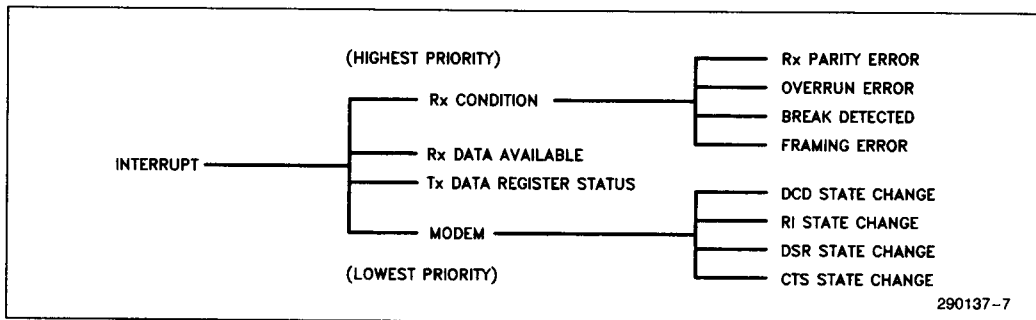 (HIGHEST PRIORITY)
Rx CONDITION
Rx PARITY ERROR
OVERRUN ERROR
BREAK DETECTED
FRAMING ERROR
INTERRUPT
Rx DATA AVAILABLE
Tx DATA REGISTER STATUS
MODEM
DCD STATE CHANGE
RI STATE CHANGE
DSR STATE CHANGE
CTS STATE CHANGE
(LOWEST PRIORITY)
290137-7